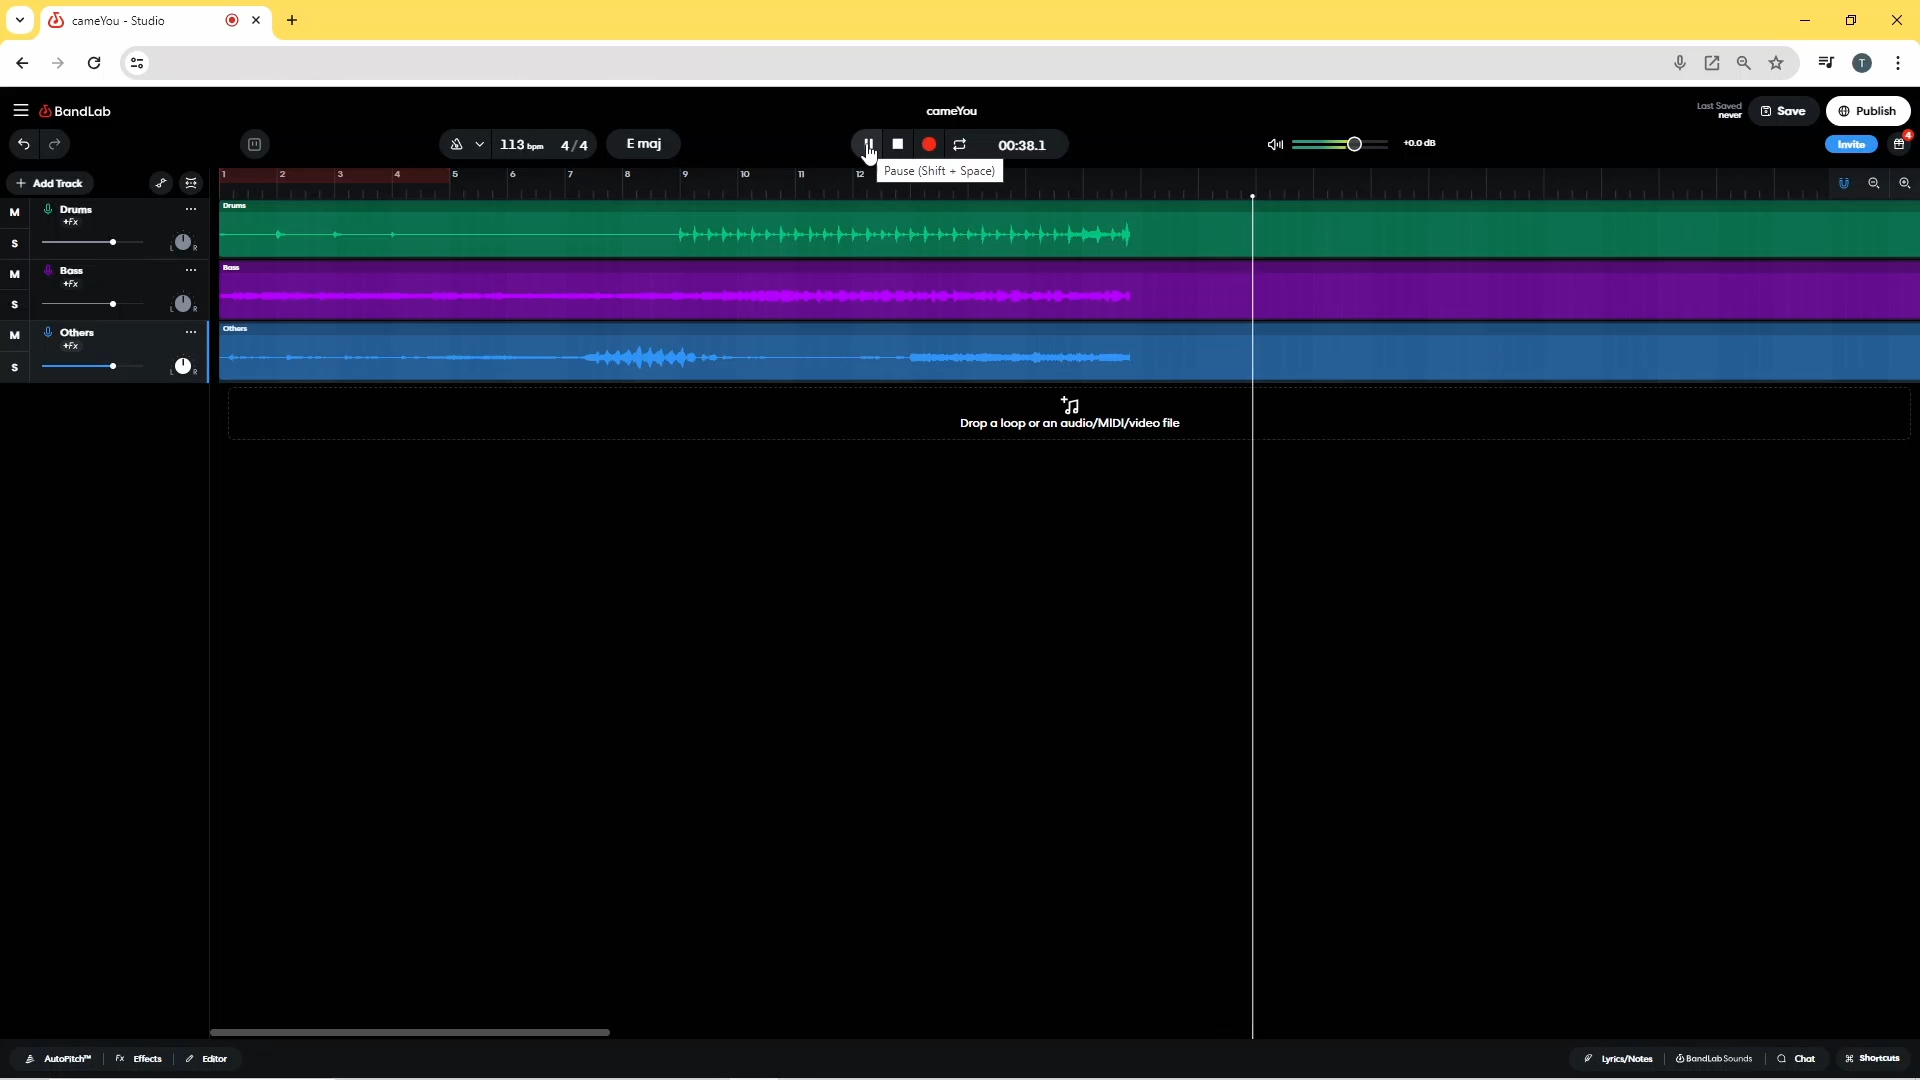 cameYou - Studio
T
BandLab
cameYou
Last Saved
never
Save
Publish
113 bpm
4/4
E maj
00:38.1
+0.0 dB
Invite
4
Pause (Shift + Space)
+ Add Track
1 2 3 4 5 6 7 8 9 10 11 12
M
Drums
+Fx
S
L R
Drums
M
Bass
+Fx
S
L R
Bass
M
Others
+Fx
S
L R
Others
Drop a loop or an audio/MIDI/video file
AutoPitch™
Fx Effects
Editor
Lyrics/Notes
BandLab Sounds
Chat
Shortcuts